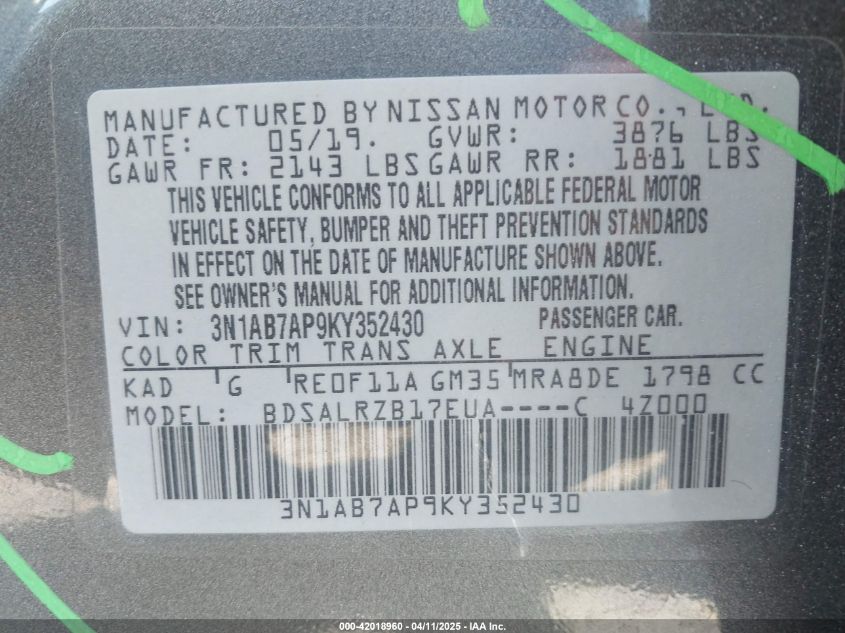 MANUFACTURED BY NISSAN MOTOR CO., LTD.
DATE: 05/19. GVWR: 3876 LBS
GAWR FR: 2143 LBS GAWR RR: 1881 LBS
THIS VEHICLE CONFORMS TO ALL APPLICABLE FEDERAL MOTOR
VEHICLE SAFETY, BUMPER AND THEFT PREVENTION STANDARDS
IN EFFECT ON THE DATE OF MANUFACTURE SHOWN ABOVE.
SEE OWNER'S MANUAL FOR ADDITIONAL INFORMATION.
VIN: 3N1AB7AP9KY352430 PASSENGER CAR.
COLOR TRIM TRANS AXLE ENGINE
KAD G RE0F11A GM35 MRA8DE 1798 CC
MODEL: BDSALRZB17EUA----C 4Z000
3N1AB7AP9KY352430
000-42018960 - 04/11/2025 - IAA Inc.